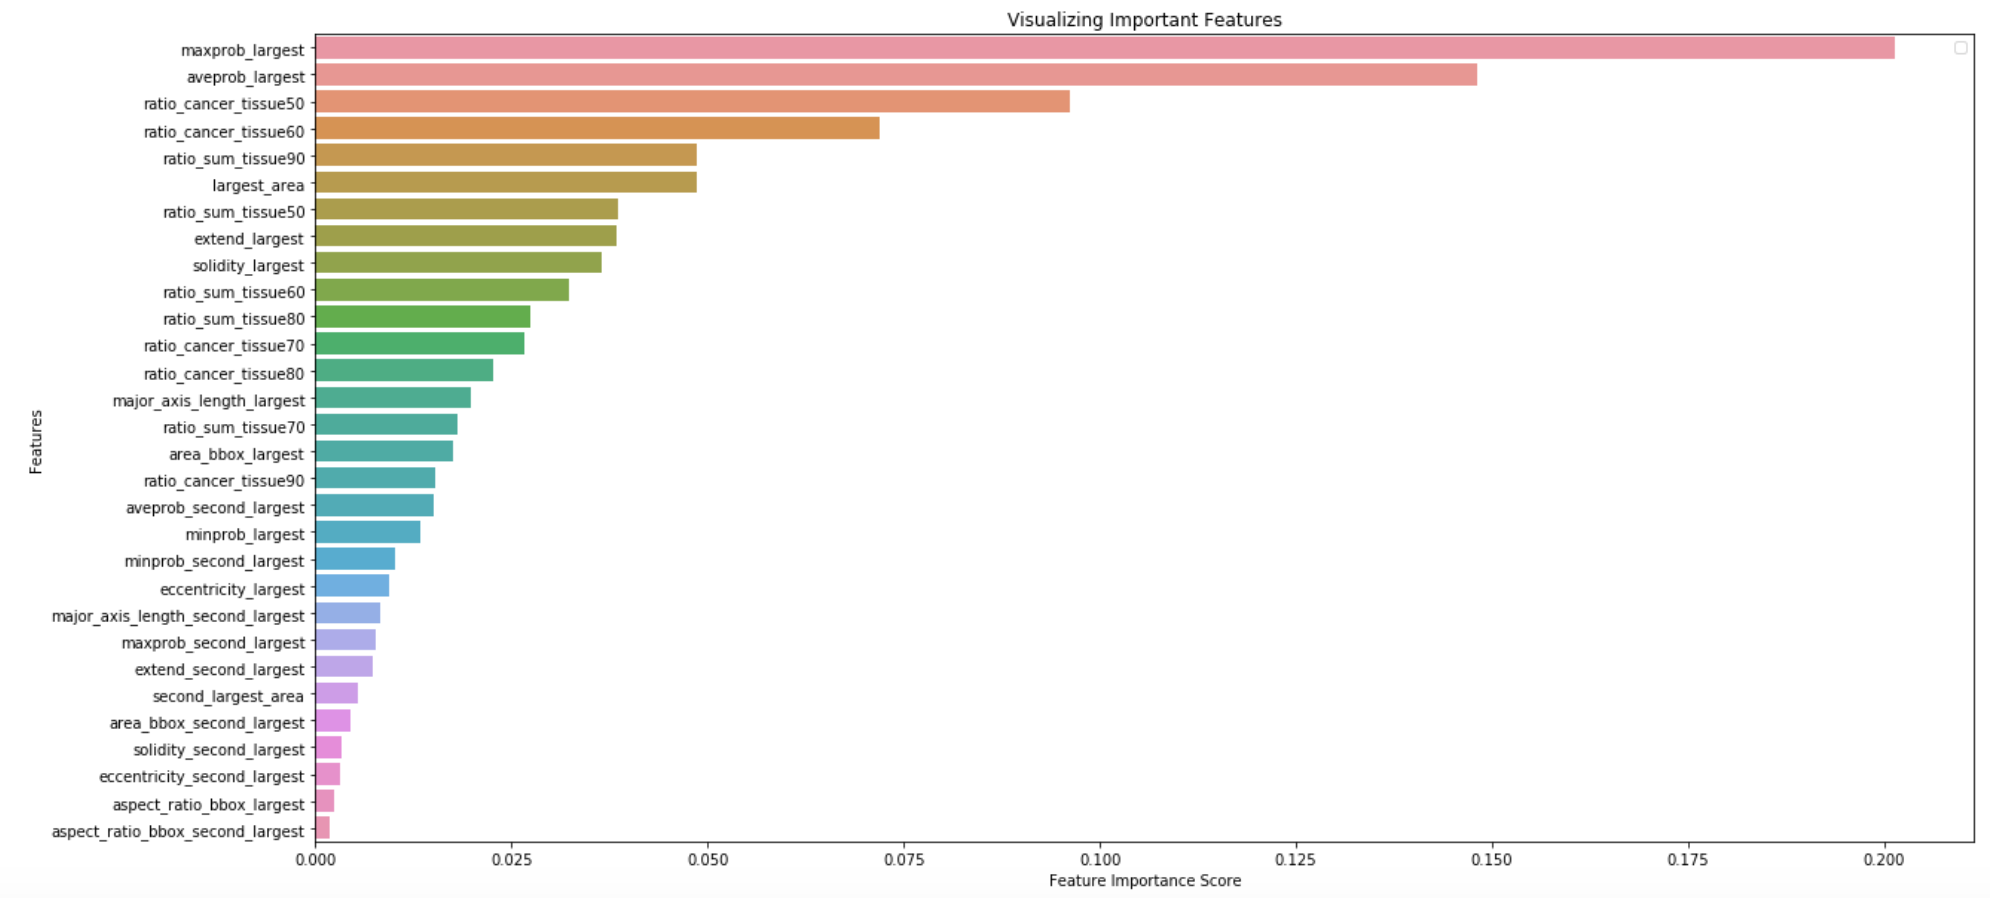 Visualizing Important Features
maxprob_largest
aveprob_largest
ratio_cancer_tissue50
ratio_cancer_tissue60
ratio_sum_tissue90
largest_area
ratio_sum_tissue50
extend_largest
solidity_largest
ratio_sum_tissue60
ratio_sum_tissue80
ratio_cancer_tissue70
ratio_cancer_tissue80
major_axis_length_largest
ratio_sum_tissue70
area_bbox_largest
ratio_cancer_tissue90
aveprob_second_largest
minprob_largest
minprob_second_largest
eccentricity_largest
major_axis_length_second_largest
maxprob_second_largest
extend_second_largest
second_largest_area
area_bbox_second_largest
solidity_second_largest
eccentricity_second_largest
aspect_ratio_bbox_largest
aspect_ratio_bbox_second_largest
Features
0.000 0.025 0.050 0.075 0.100 0.125 0.150 0.175 0.200
Feature Importance Score